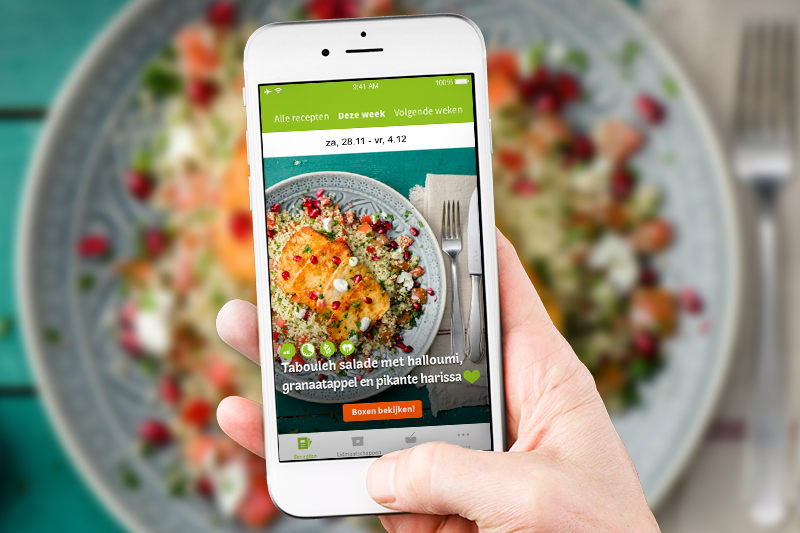 9:41 AM 100%
Alle recepten Deze week Volgende weken
za, 28.11 - vr, 4.12
Tabouleh salade met halloumi,
granaatappel en pikante harissa
Boxen bekijken!
Recepten Lidmaatschappen